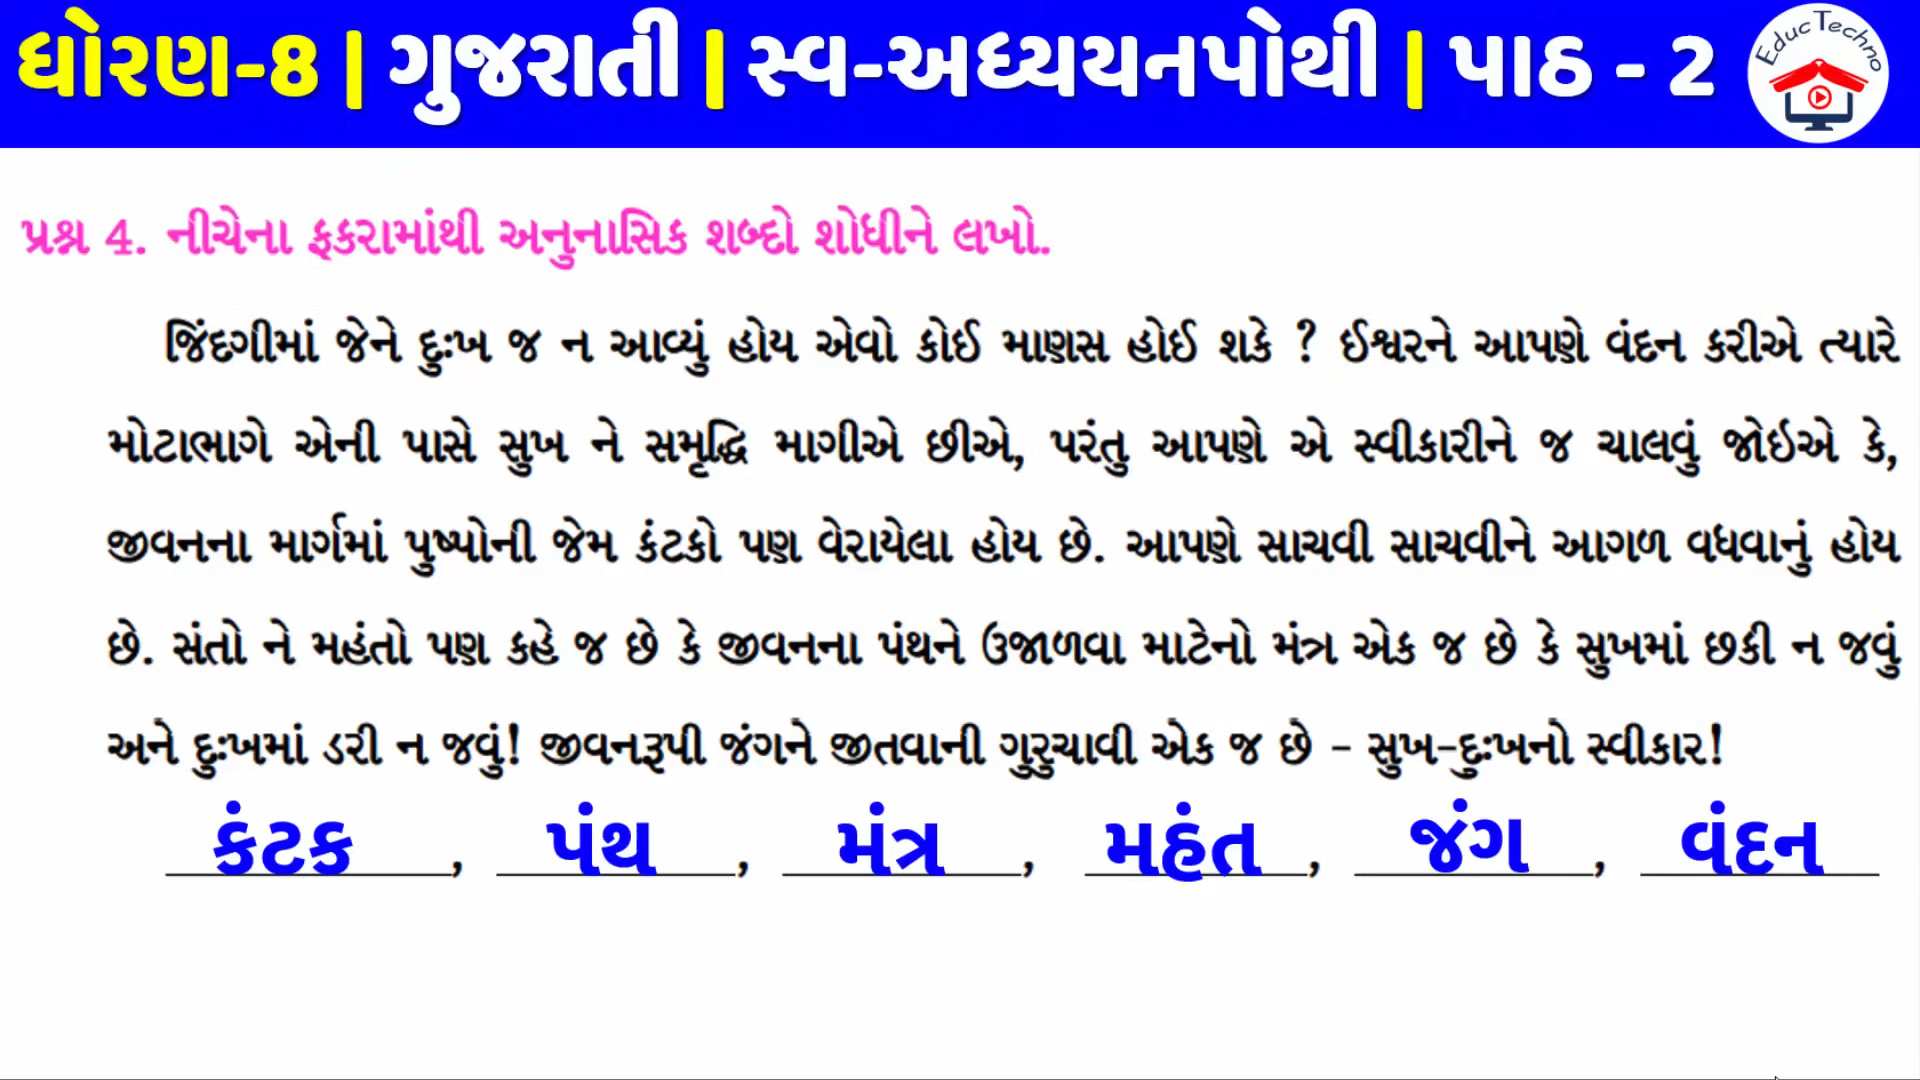 ધોરણ-8 | ગુજરાતી | સ્વ-અધ્યયનપોથી | પાઠ - 2
Educ Techno
પ્રશ્ન 4. નીચેના ફકરામાંથી અનુનાસિક શબ્દો શોધીને લખો.
જિંદગીમાં જેને દુઃખ જ ન આવ્યું હોય એવો કોઈ માણસ હોઈ શકે ? ઈશ્વરને આપણે વંદન કરીએ ત્યારે
મોટાભાગે એની પાસે સુખ ને સમૃદ્ધિ માગીએ છીએ, પરંતુ આપણે એ સ્વીકારીને જ ચાલવું જોઇએ કે,
જીવનના માર્ગમાં પુષ્પોની જેમ કંટકો પણ વેરાયેલા હોય છે. આપણે સાચવી સાચવીને આગળ વધવાનું હોય
છે. સંતો ને મહંતો પણ કહે જ છે કે જીવનના પંથને ઉજાળવા માટેનો મંત્ર એક જ છે કે સુખમાં છકી ન જવું
અને દુઃખમાં ડરી ન જવું! જીવનરૂપી જંગને જીતવાની ગુરુચાવી એક જ છે - સુખ-દુઃખનો સ્વીકાર!
કંટક, પંથ, મંત્ર, મહંત, જંગ, વંદન